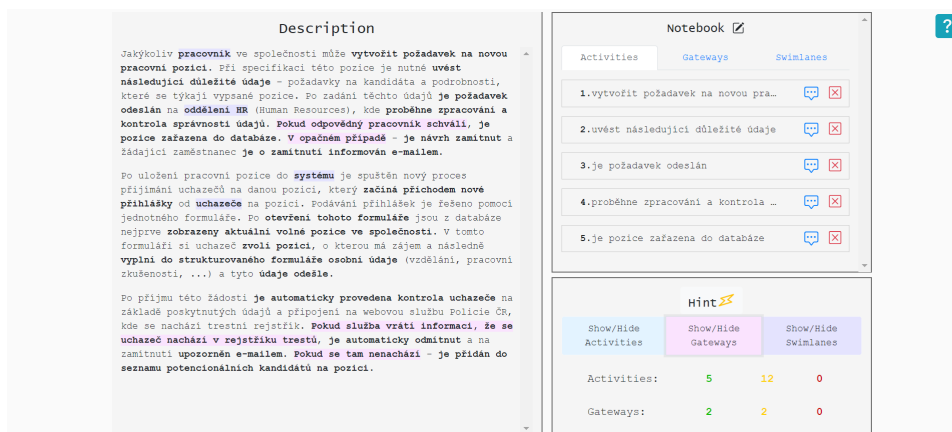 Description
Jakýkoliv pracovník ve společnosti může vytvořit požadavek na novou
pracovní pozici. Při specifikaci této pozice je nutné uvést
následující důležité údaje – požadavky na kandidáta a podrobnosti,
které se týkají vypsané pozice. Po zadání těchto údajů je požadavek
odeslán na oddělení HR (Human Resources), kde proběhne zpracování a
kontrola správnosti údajů. Pokud odpovědný pracovník schválí, je
pozice zařazena do databáze. V opačném případě – je návrh zamítnut a
žádající zaměstnanec je o zamítnutí informován e-mailem.
Po uložení pracovní pozice do systému je spuštěn nový proces
přijímání uchazečů na danou pozici, který začíná příchodem nové
přihlášky od uchazeče na pozici. Podávání přihlášek je řešeno pomocí
jednotného formuláře. Po otevření tohoto formuláře jsou z databáze
nejprve zobrazeny aktuální volné pozice ve společnosti. V tomto
formuláři si uchazeč zvolí pozici, o kterou má zájem a následně
vyplní do strukturovaného formuláře osobní údaje (vzdělání, pracovní
zkušenosti, ...) a tyto údaje odešle.
Po příjmu této žádosti je automaticky provedena kontrola uchazeče na
základě poskytnutých údajů a připojení na webovou službu Policie ČR,
kde se nachází trestní rejstřík. Pokud služba vrátí informaci, že se
uchazeč nachází v rejstříku trestů, je automaticky odmítnut a na
zamítnutí upozorněn e-mailem. Pokud se tam nenachází – je přidán do
seznamu potencionálních kandidátů na pozici.
Notebook
Activities Gateways Swimlanes
1.vytvořit požadavek na novou pra…
2.uvést následující důležité údaje
3.je požadavek odeslán
4.proběhne zpracování a kontrola …
5.je pozice zařazena do databáze
Hint
Show/Hide Activities
Show/Hide Gateways
Show/Hide Swimlanes
Activities: 5 12 0
Gateways: 2 2 0
?